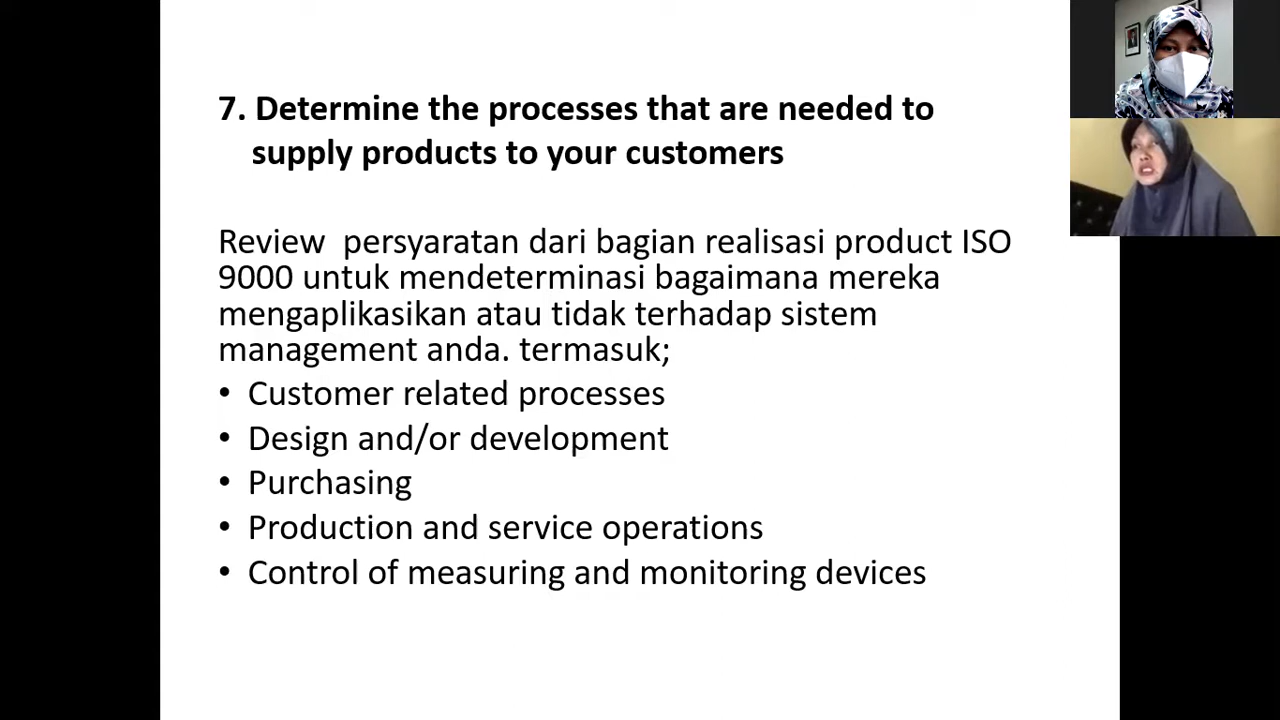 7. Determine the processes that are needed to
supply products to your customers
Review  persyaratan dari bagian realisasi product ISO
9000 untuk mendeterminasi bagaimana mereka
mengaplikasikan atau tidak terhadap sistem
management anda. termasuk;
• Customer related processes
• Design and/or development
• Purchasing
• Production and service operations
• Control of measuring and monitoring devices